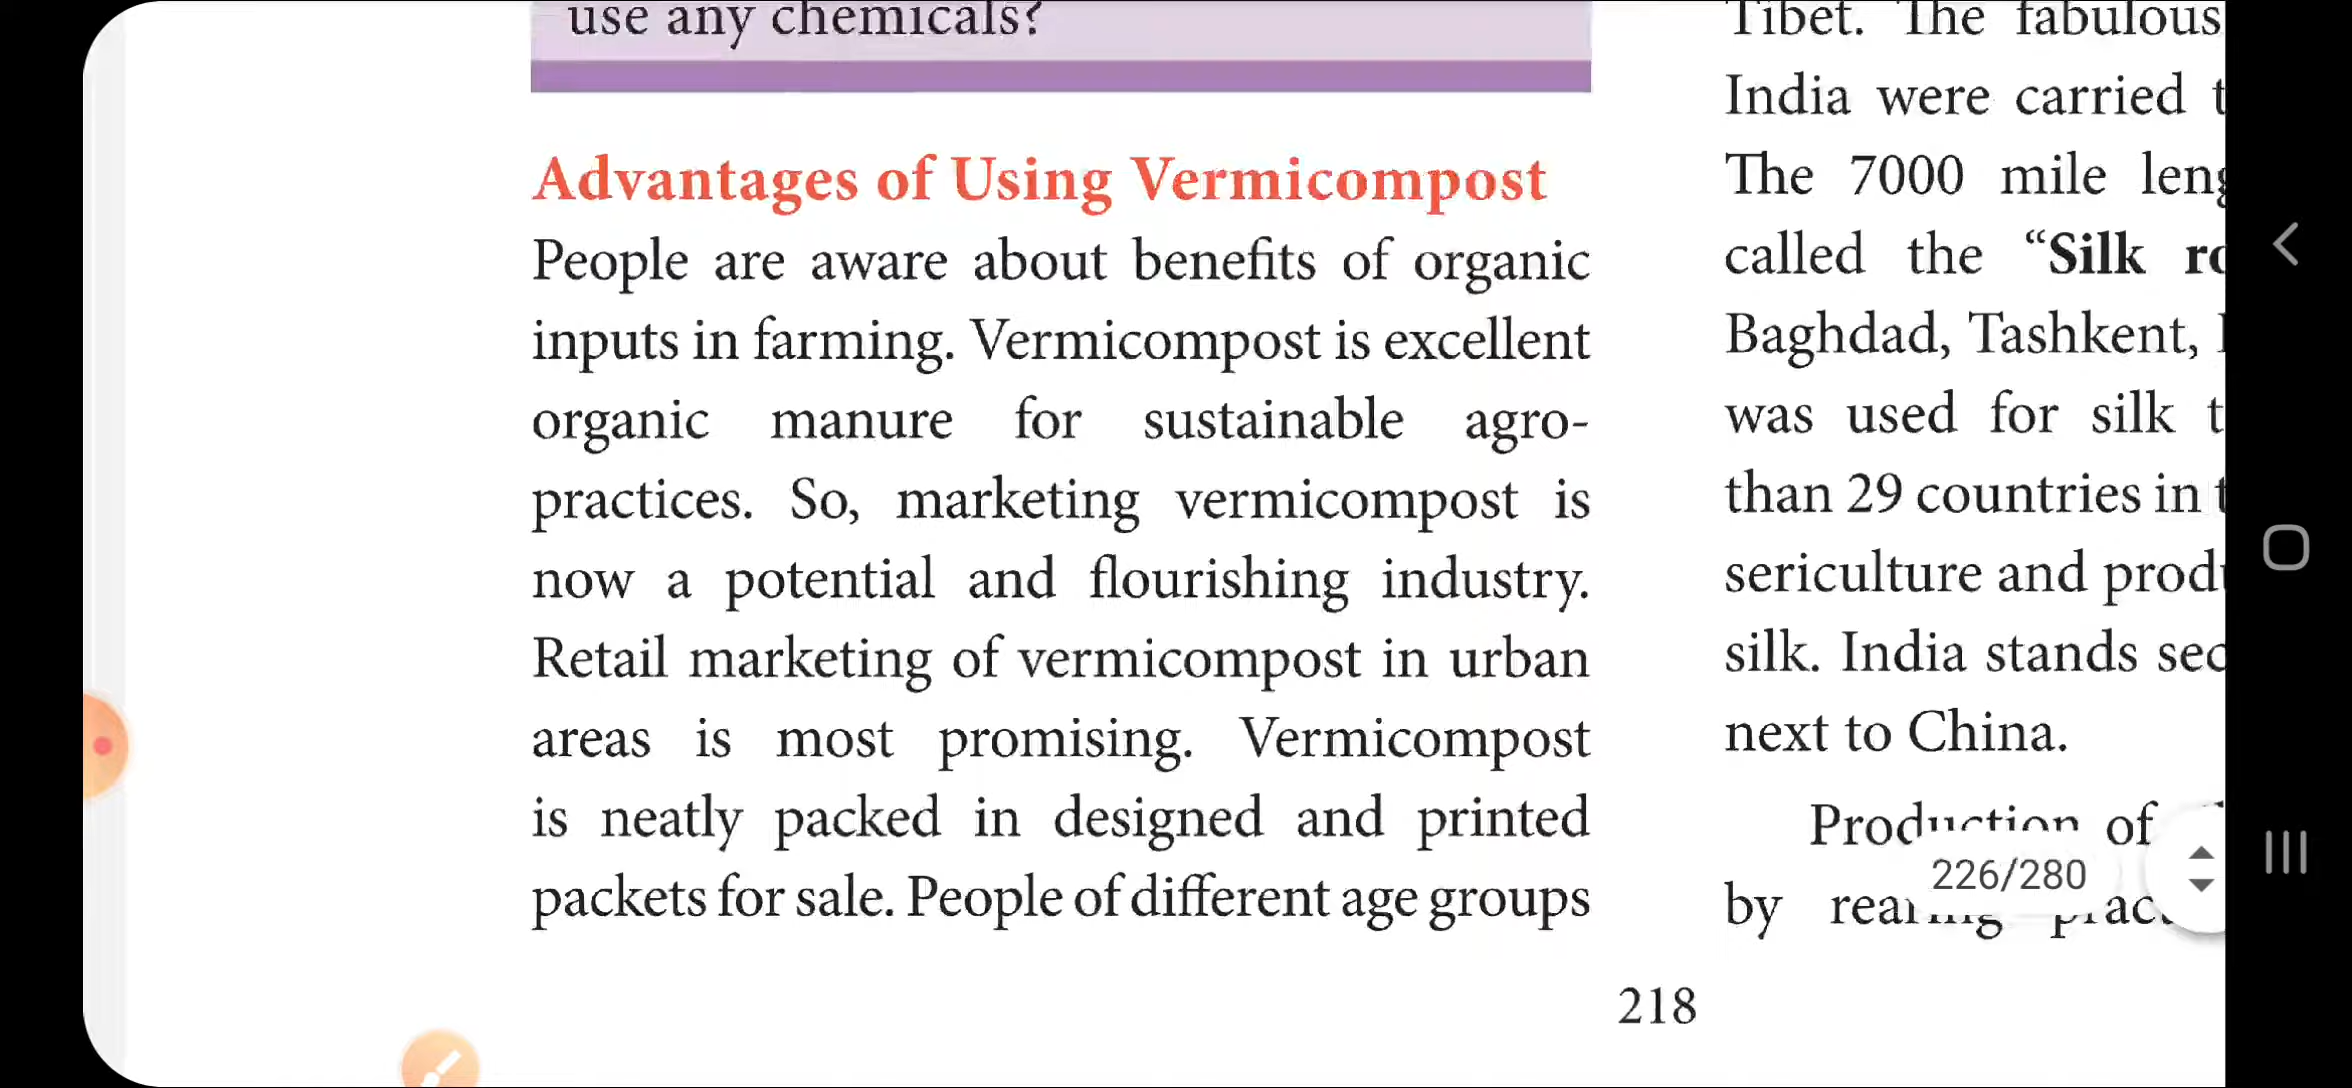 use any chemicals?
Advantages of Using Vermicompost
People are aware about benefits of organic
inputs in farming. Vermicompost is excellent
organic manure for sustainable agro-
practices. So, marketing vermicompost is
now a potential and flourishing industry.
Retail marketing of vermicompost in urban
areas is most promising. Vermicompost
is neatly packed in designed and printed
packets for sale. People of different age groups
Tibet. The fabulous
India were carried
The 7000 mile
called the “Silk
Baghdad, Tashkent,
was used for silk
than 29 countries in
sericulture and
silk. India stands
next to China.
Production of
by
226/280
218